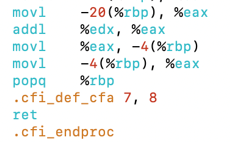 movl -20(%rbp), %eax
addl %edx, %eax
movl %eax, -4(%rbp)
movl -4(%rbp), %eax
popq %rbp
.cfi_def_cfa 7, 8
ret
.cfi_endproc